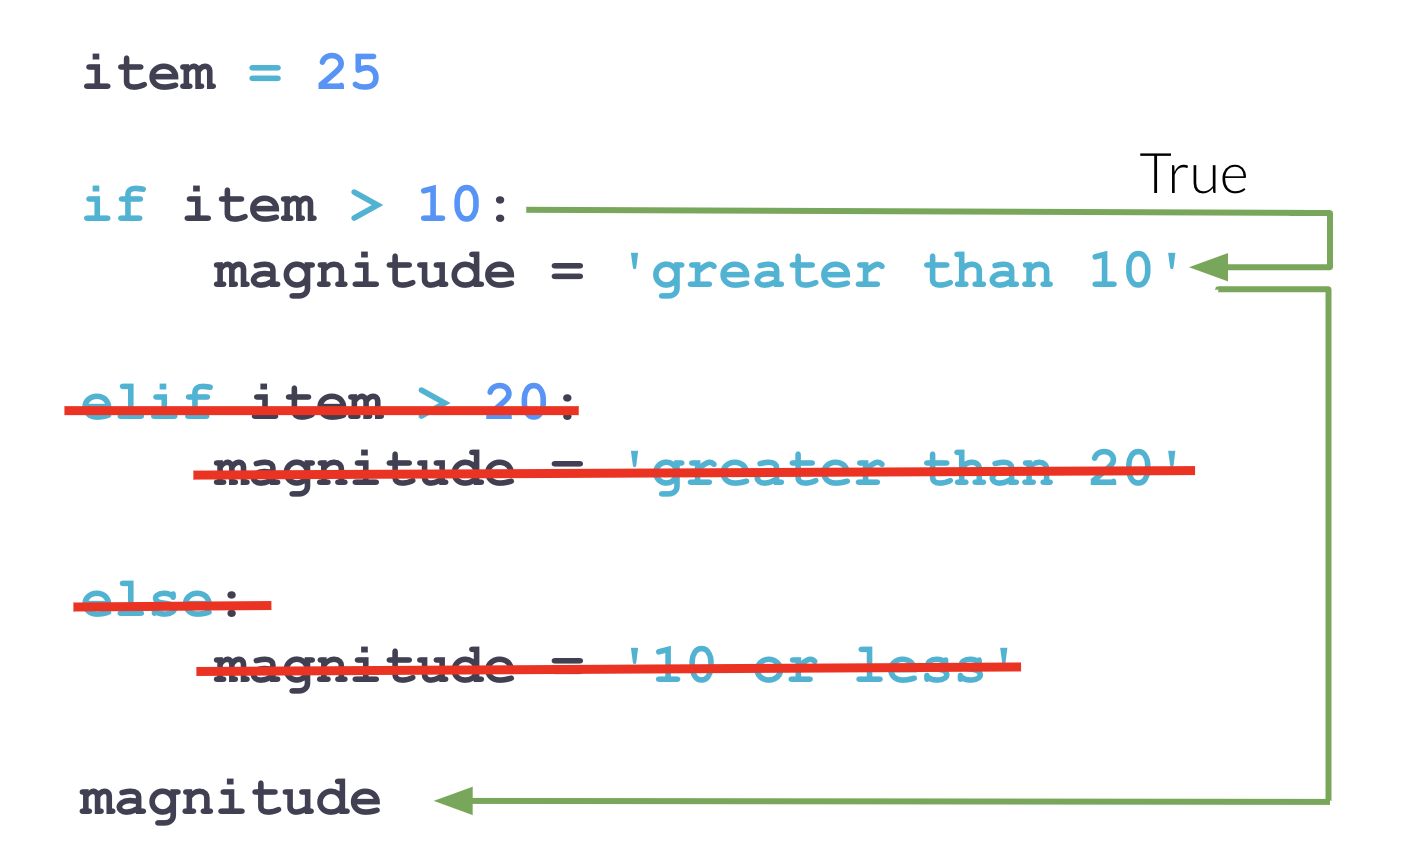 item = 25
True
if item > 10:
    magnitude = 'greater than 10'
elif item > 20:
    magnitude = 'greater than 20'
else:
    magnitude = '10 or less'
magnitude